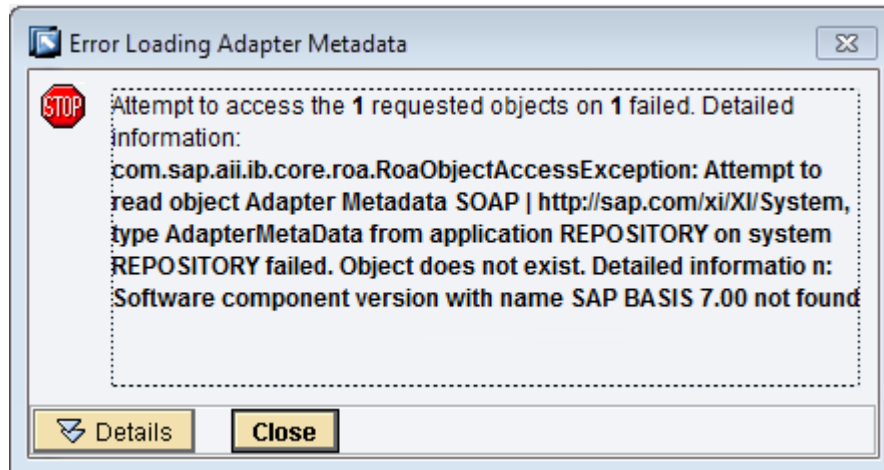 Error Loading Adapter Metadata
STOP
Attempt to access the 1 requested objects on 1 failed. Detailed
information:
com.sap.aii.ib.core.roa.RoaObjectAccessException: Attempt to
read object Adapter Metadata SOAP | http://sap.com/xi/XI/System,
type AdapterMetaData from application REPOSITORY on system
REPOSITORY failed. Object does not exist. Detailed informatio n:
Software component version with name SAP BASIS 7.00 not found
Details
Close